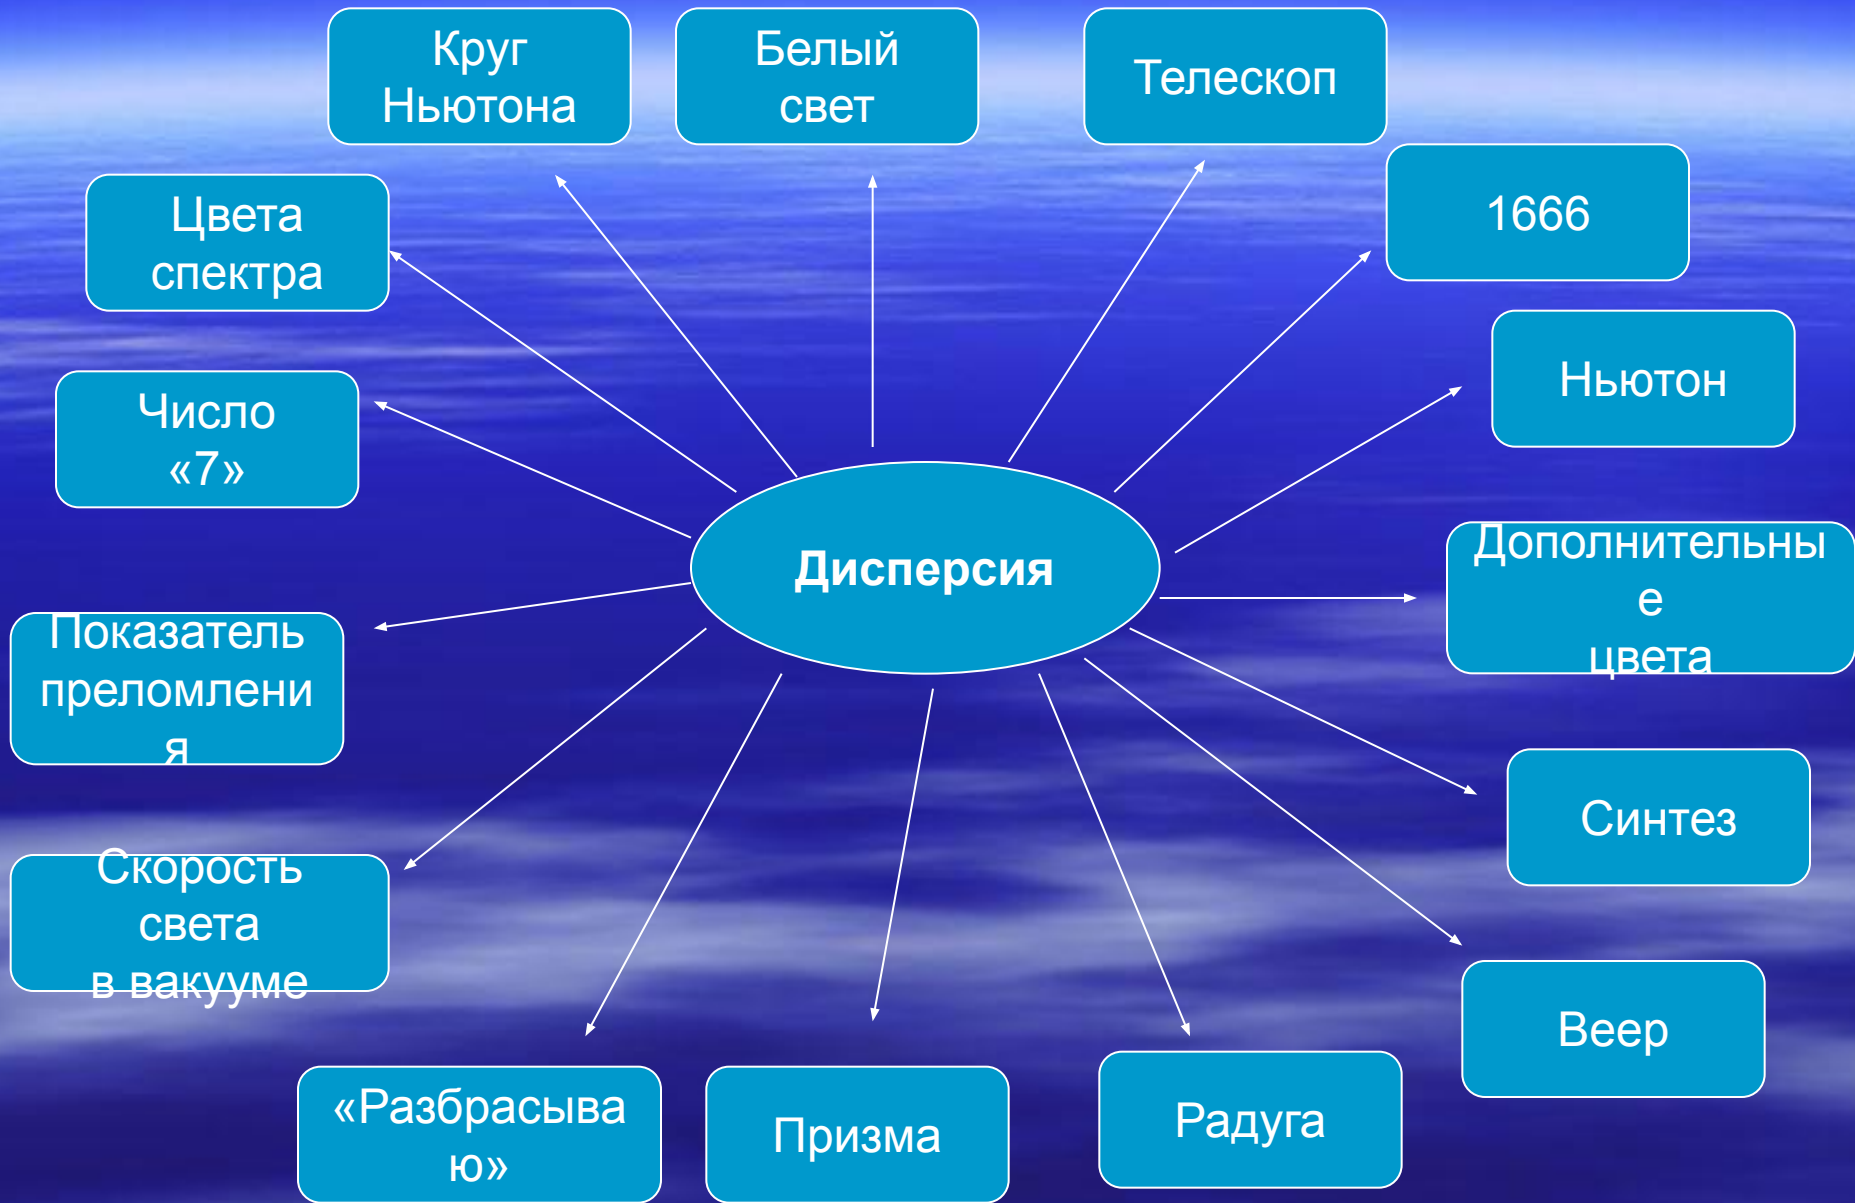 Круг
Ньютона
Белый
свет
Телескоп
1666
Цвета
спектра
Ньютон
Число
«7»
Дисперсия
Дополнительны
е
цвета
Показатель
преломлени
я
Синтез
Скорость
света
в вакууме
Веер
«Разбрасыва
ю»
Призма
Радуга